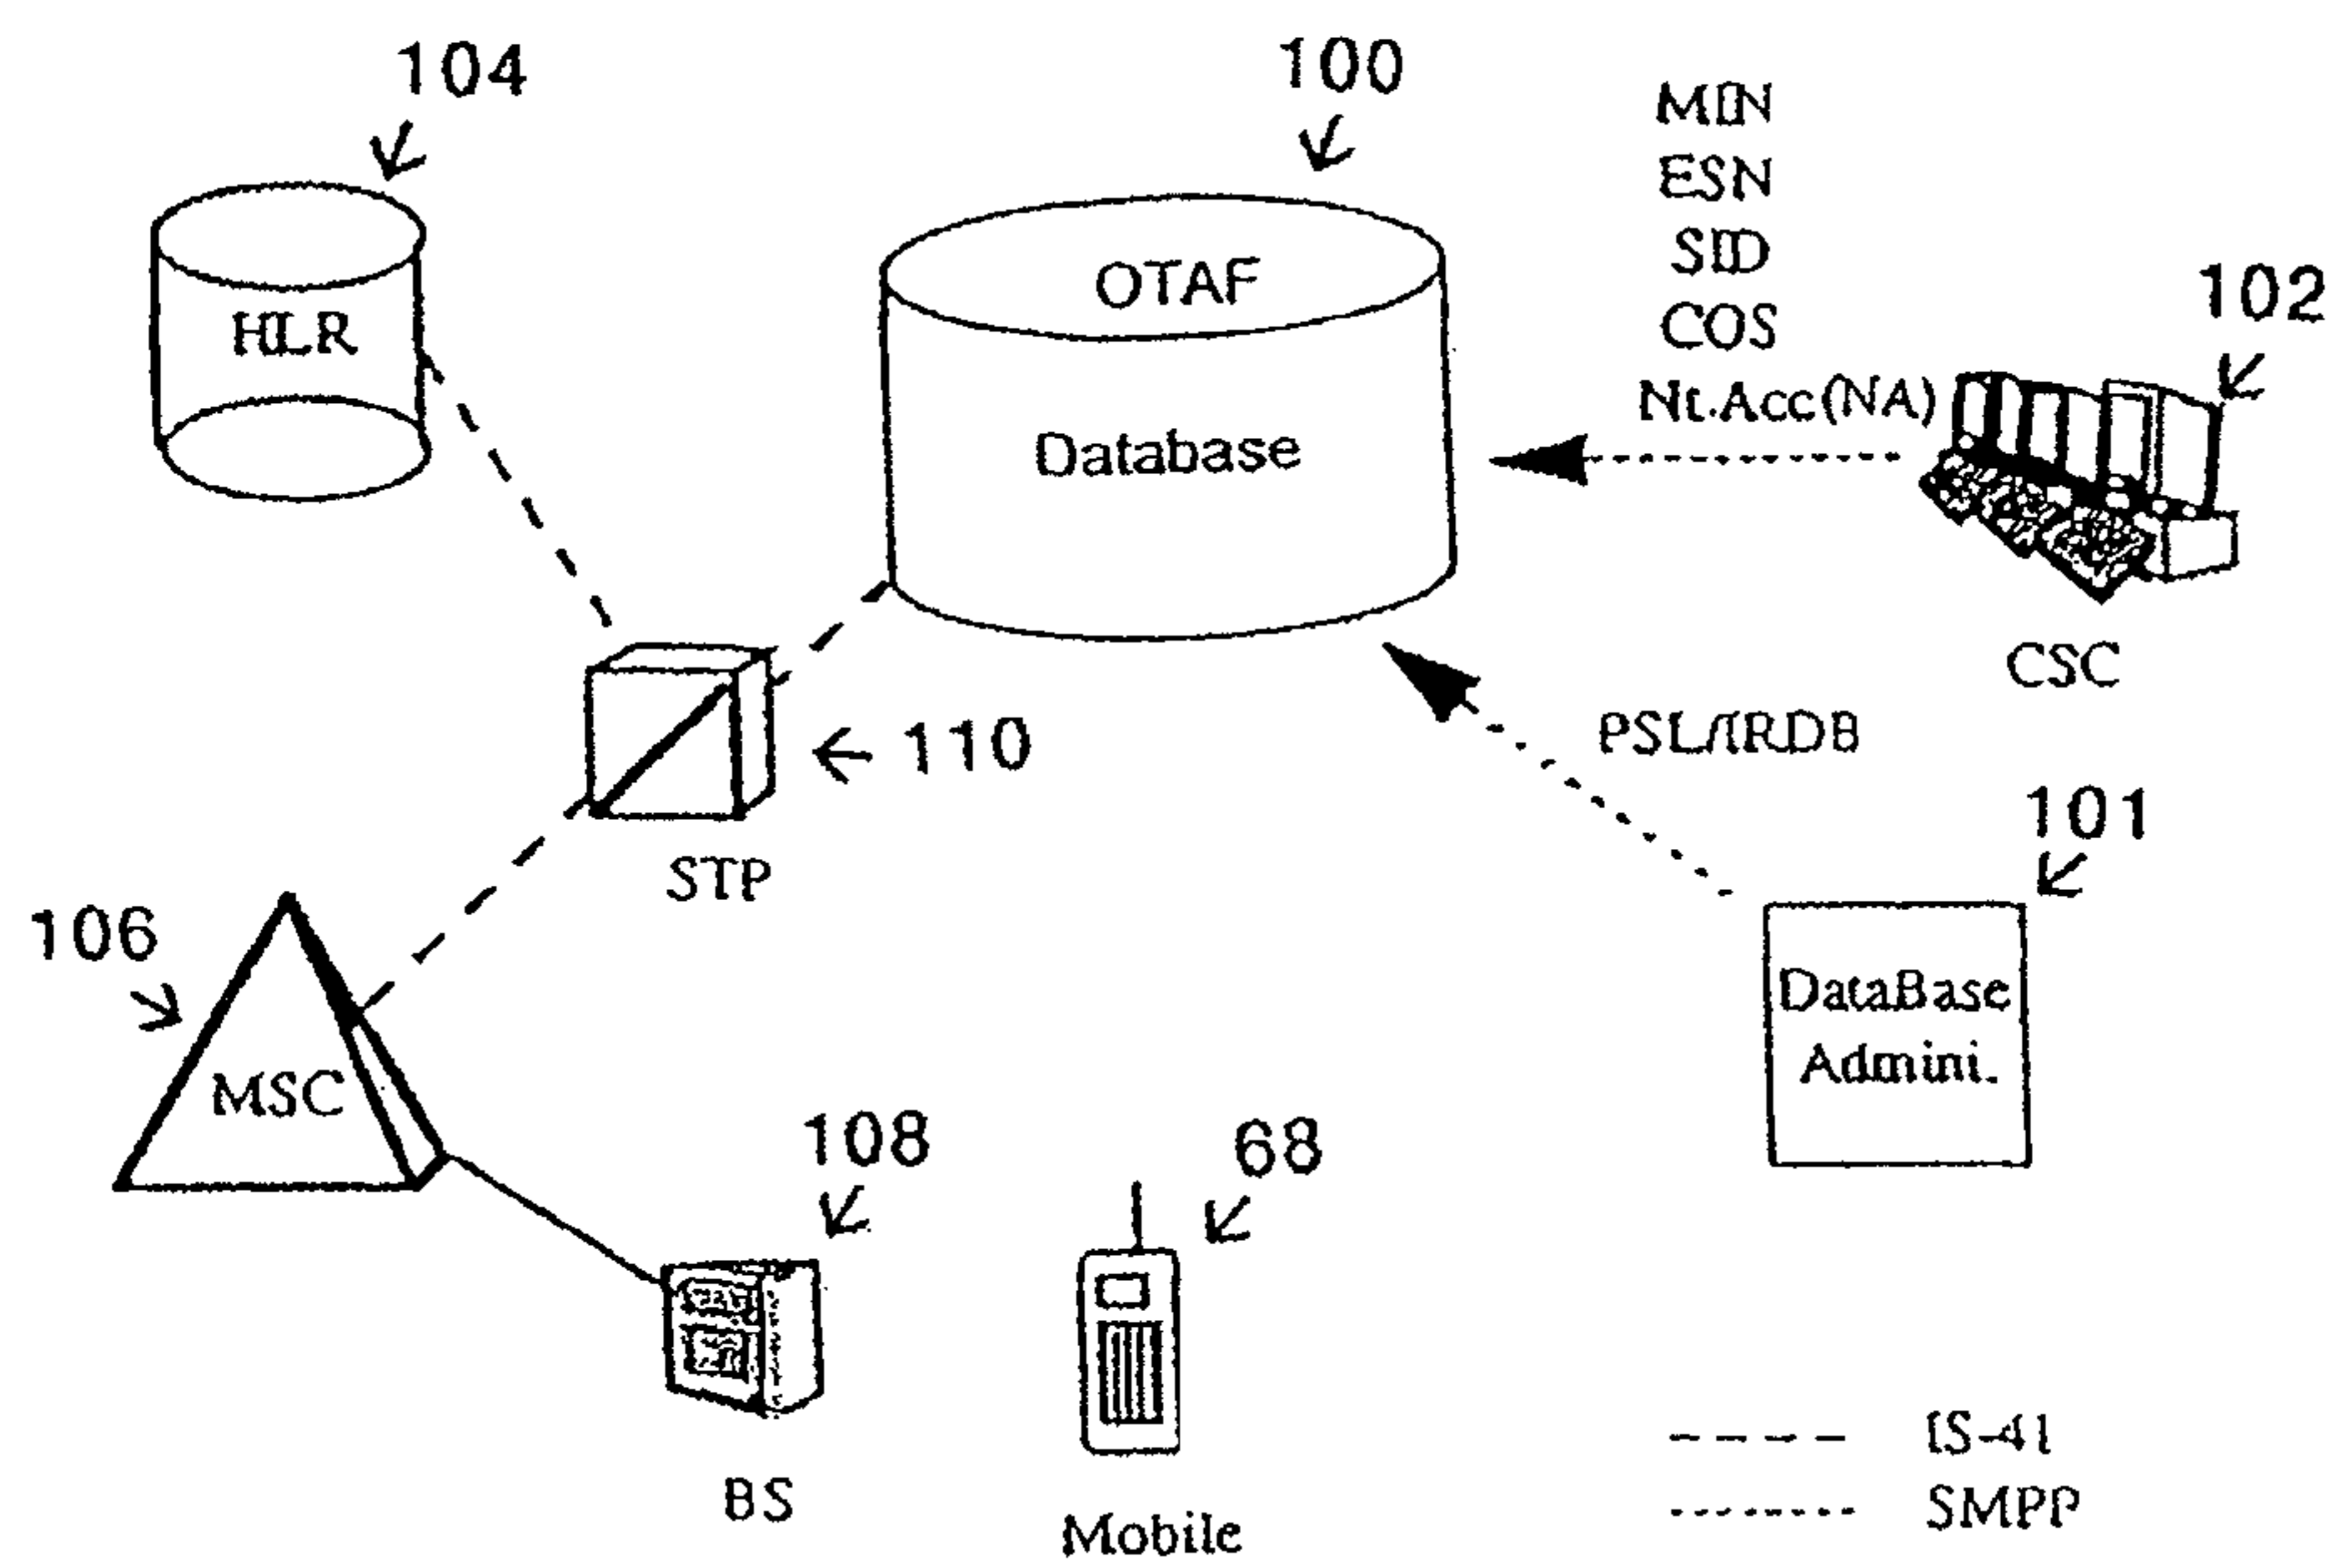 104
100
MIN
ESN
SID
COS
Nt.Acc(NA)
102
HLR
OTAF
Database
CSC
110
STP
PSL/IRDB
101
DataBase
Admini.
106
MSC
108
BS
68
Mobile
IS-41
SMPP